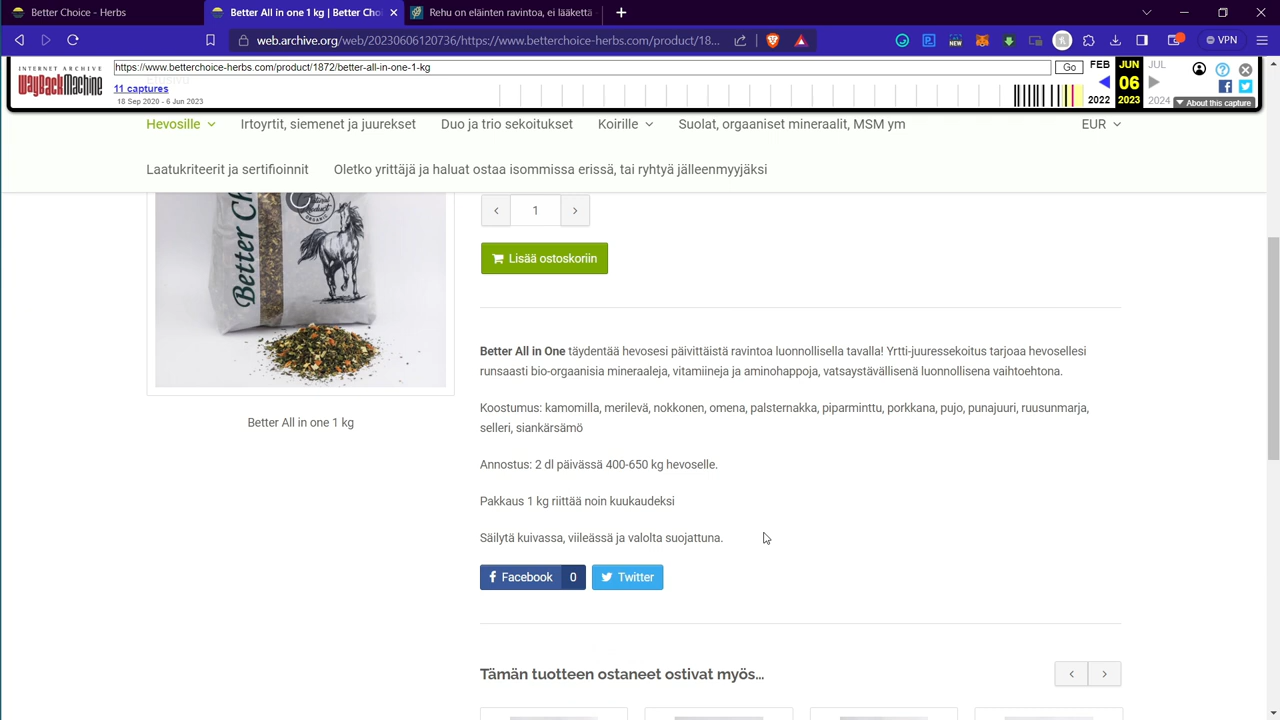 Better Choice - Herbs
Better All in one 1 kg | Better Choi
Rehu on eläinten ravintoa, ei lääkettä
web.archive.org/web/20230606120736/https://www.betterchoice-herbs.com/product/18...
VPN
INTERNET ARCHIVE
WayBackMachine
https://www.betterchoice-herbs.com/product/1872/better-all-in-one-1-kg
Go
FEB JUN JUL
11 captures
06
18 Sep 2020 - 6 Jun 2023
2022 2023 2024
About this capture
Hevosille
Irtoyrtit, siemenet ja juurekset
Duo ja trio sekoitukset
Koirille
Suolat, orgaaniset mineraalit, MSM ym
EUR
Laatukriteerit ja sertifioinnit
Oletko yrittäjä ja haluat ostaa isommissa erissä, tai ryhtyä jälleenmyyjäksi
Better Ch
ORGANIC
1
Lisää ostoskoriin
Better All in One täydentää hevosesi päivittäistä ravintoa luonnollisella tavalla! Yrtti-juuressekoitus tarjoaa hevosellesi
runsaasti bio-orgaanisia mineraaleja, vitamiineja ja aminohappoja, vatsaystävällisenä luonnollisena vaihtoehtona.
Koostumus: kamomilla, merilevä, nokkonen, omena, palsternakka, piparminttu, porkkana, pujo, punajuuri, ruusunmarja,
selleri, siankärsämö
Better All in one 1 kg
Annostus: 2 dl päivässä 400-650 kg hevoselle.
Pakkaus 1 kg riittää noin kuukaudeksi
Säilytä kuivassa, viileässä ja valolta suojattuna.
Facebook 0
Twitter
Tämän tuotteen ostaneet ostivat myös...